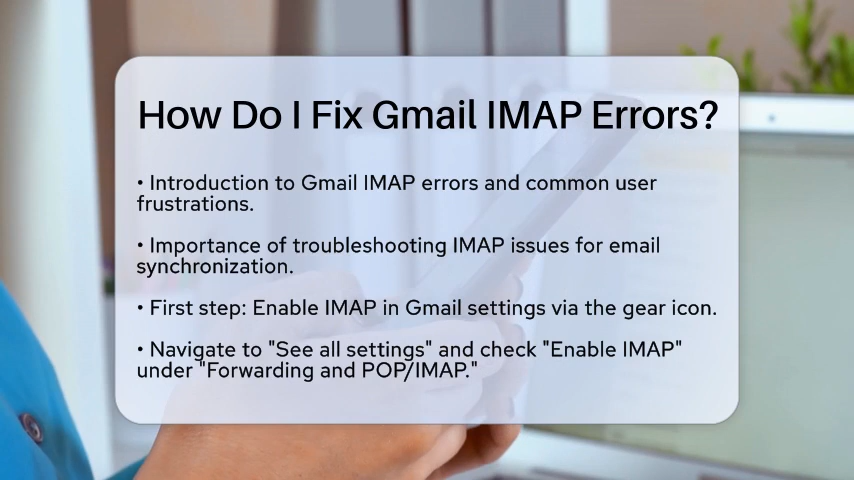 How Do I Fix Gmail IMAP Errors?
• Introduction to Gmail IMAP errors and common user
frustrations.
• Importance of troubleshooting IMAP issues for email
synchronization.
• First step: Enable IMAP in Gmail settings via the gear icon.
• Navigate to "See all settings" and check "Enable IMAP"
under "Forwarding and POP/IMAP."